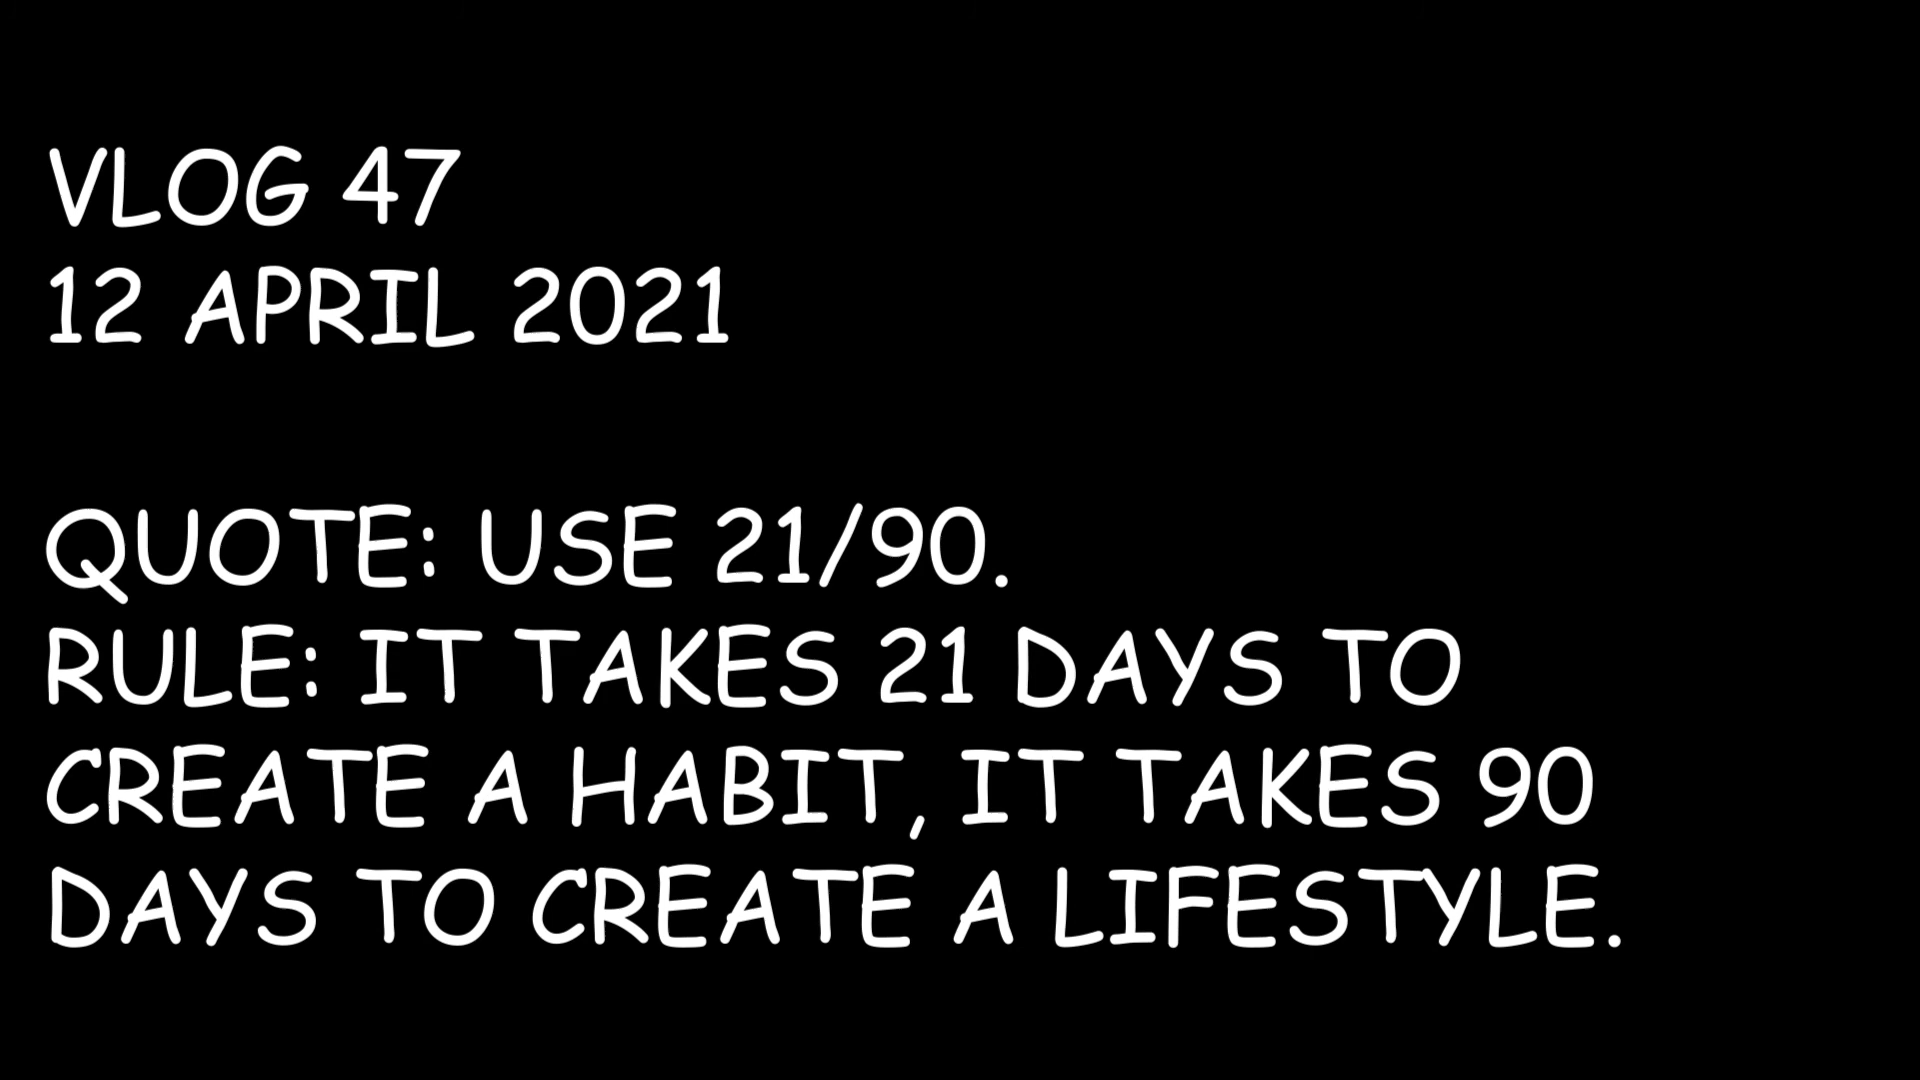 VLOG 47
12 APRIL 2021
QUOTE: USE 21/90.
RULE: IT TAKES 21 DAYS TO
CREATE A HABIT, IT TAKES 90
DAYS TO CREATE A LIFESTYLE.